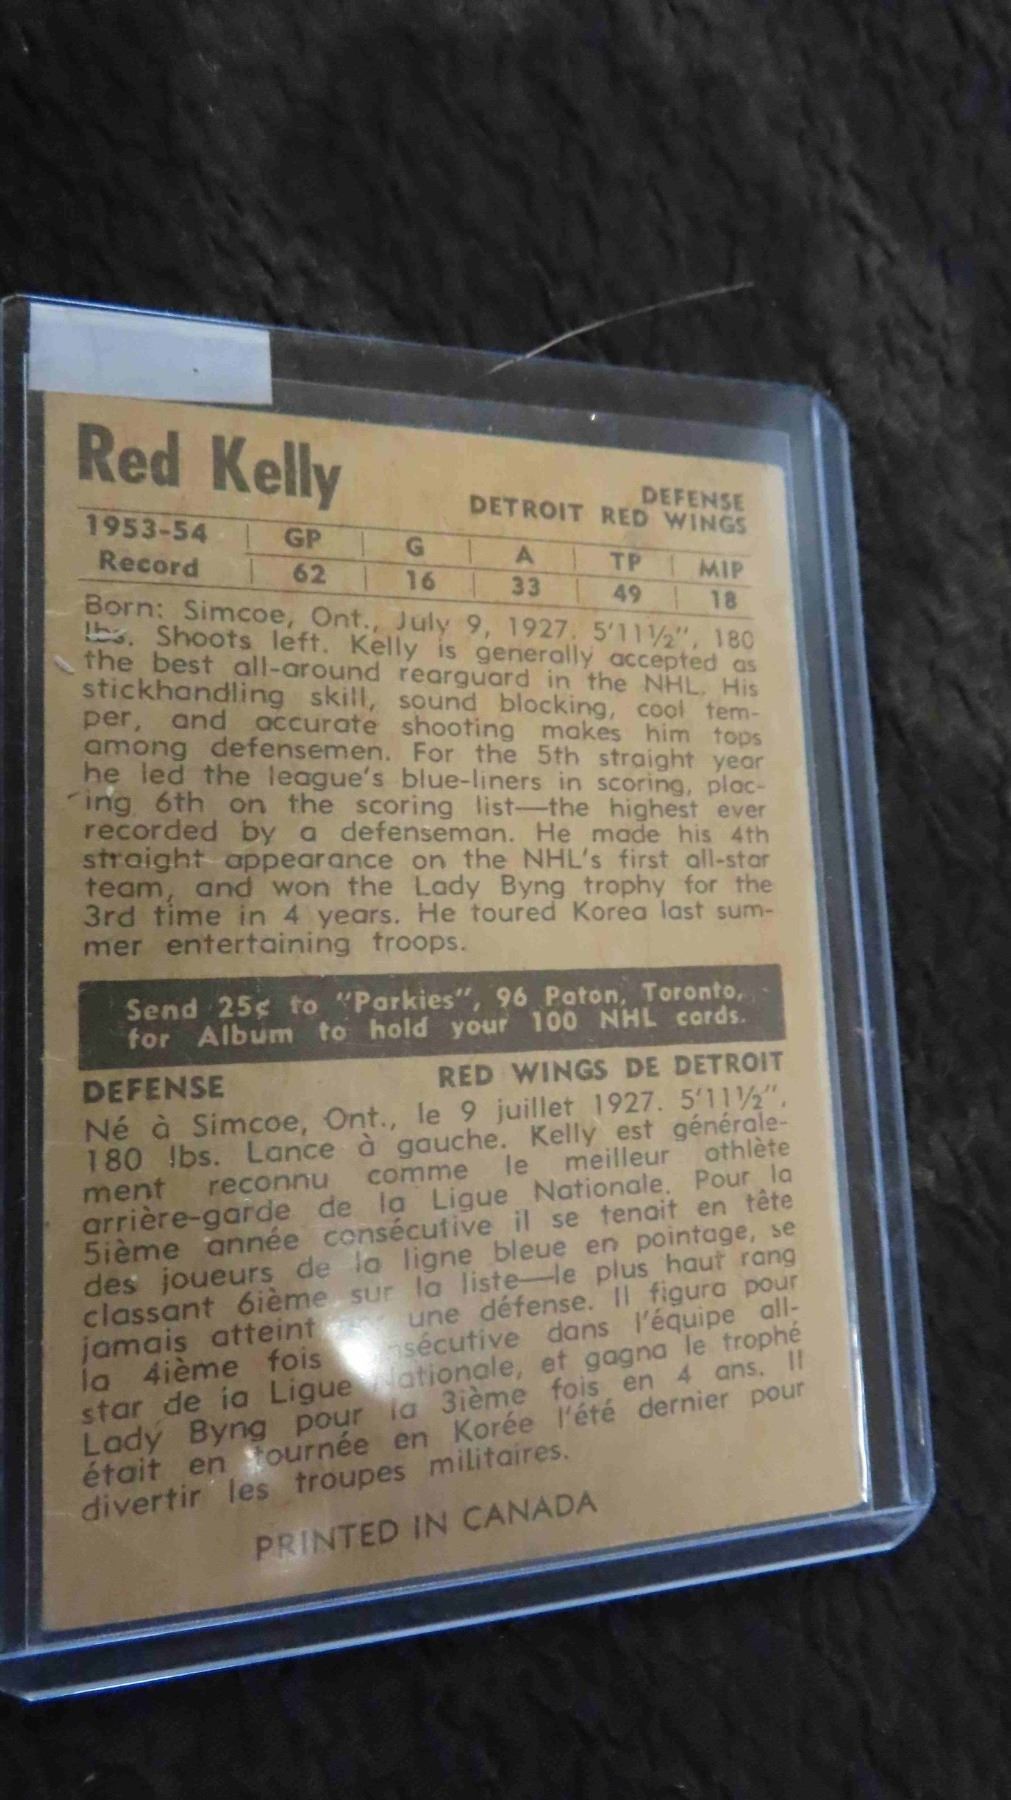 Red Kelly
DEFENSE
DETROIT RED WINGS
1953-54 GP G A TP MIP
Record 62 16 33 49 18
Born: Simcoe, Ont., July 9, 1927. 5'11½", 180
lbs. Shoots left. Kelly is generally accepted as
the best all-around rearguard in the NHL. His
stickhandling skill, sound blocking, cool tem-
per, and accurate shooting makes him tops
among defensemen. For the 5th straight year
he led the league's blue-liners in scoring, plac-
ing 6th on the scoring list—the highest ever
recorded by a defenseman. He made his 4th
straight appearance on the NHL's first all-star
team, and won the Lady Byng trophy for the
3rd time in 4 years. He toured Korea last sum-
mer entertaining troops.
Send 25¢ to "Parkies", 96 Paton, Toronto,
for Album to hold your 100 NHL cards.
DEFENSE RED WINGS DE DETROIT
Né à Simcoe, Ont., le 9 juillet 1927. 5'11½",
180 lbs. Lance à gauche. Kelly est générale-
ment reconnu comme le meilleur athlète
arrière-garde de la Ligue Nationale. Pour la
5ième année consécutive il se tenait en tête
des joueurs de la ligne bleue en pointage, se
classant 6ième sur la liste—le plus haut rang
jamais atteint une défense. Il figura pour
la 4ième fois consécutive dans l'équipe all-
star de la Ligue Nationale, et gagna le trophé
Lady Byng pour la 3ième fois en 4 ans. Il
était en tournée en Korée l'été dernier pour
divertir les troupes militaires.
PRINTED IN CANADA